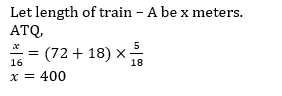 Let length of train – A be x meters.
ATQ,
x/16 = (72 + 18) × 5/18
x = 400